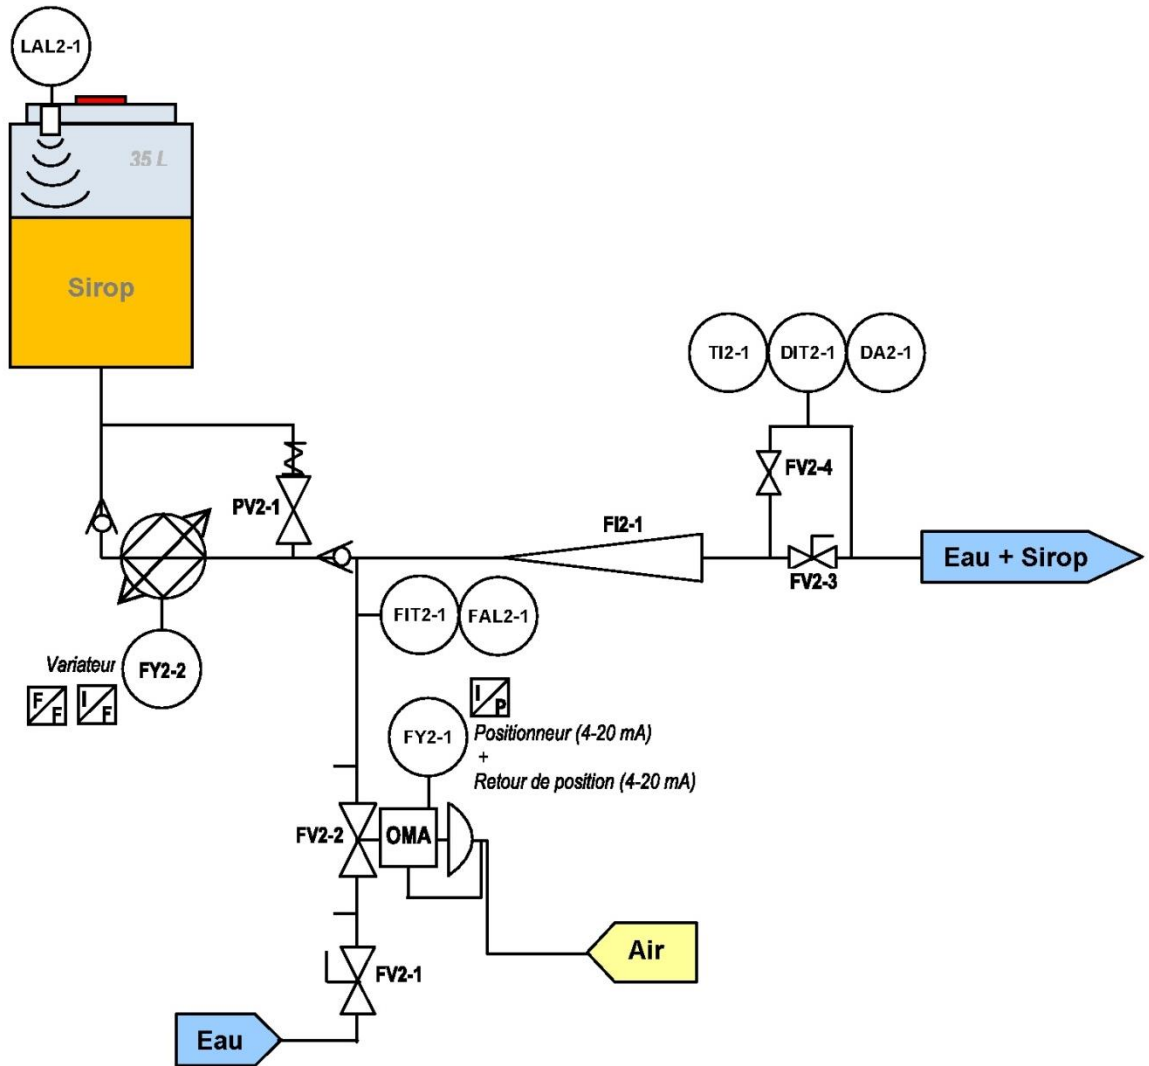 LAL2-1
35 L
Sirop
TI2-1
DIT2-1
DA2-1
FV2-4
PV2-1
FI2-1
Eau + Sirop
FV2-3
FIT2-1
FAL2-1
Variateur
FY2-2
F/F
I/F
I/P
FY2-1
Positionneur (4-20 mA)
+
Retour de position (4-20 mA)
FV2-2
OMA
Air
FV2-1
Eau